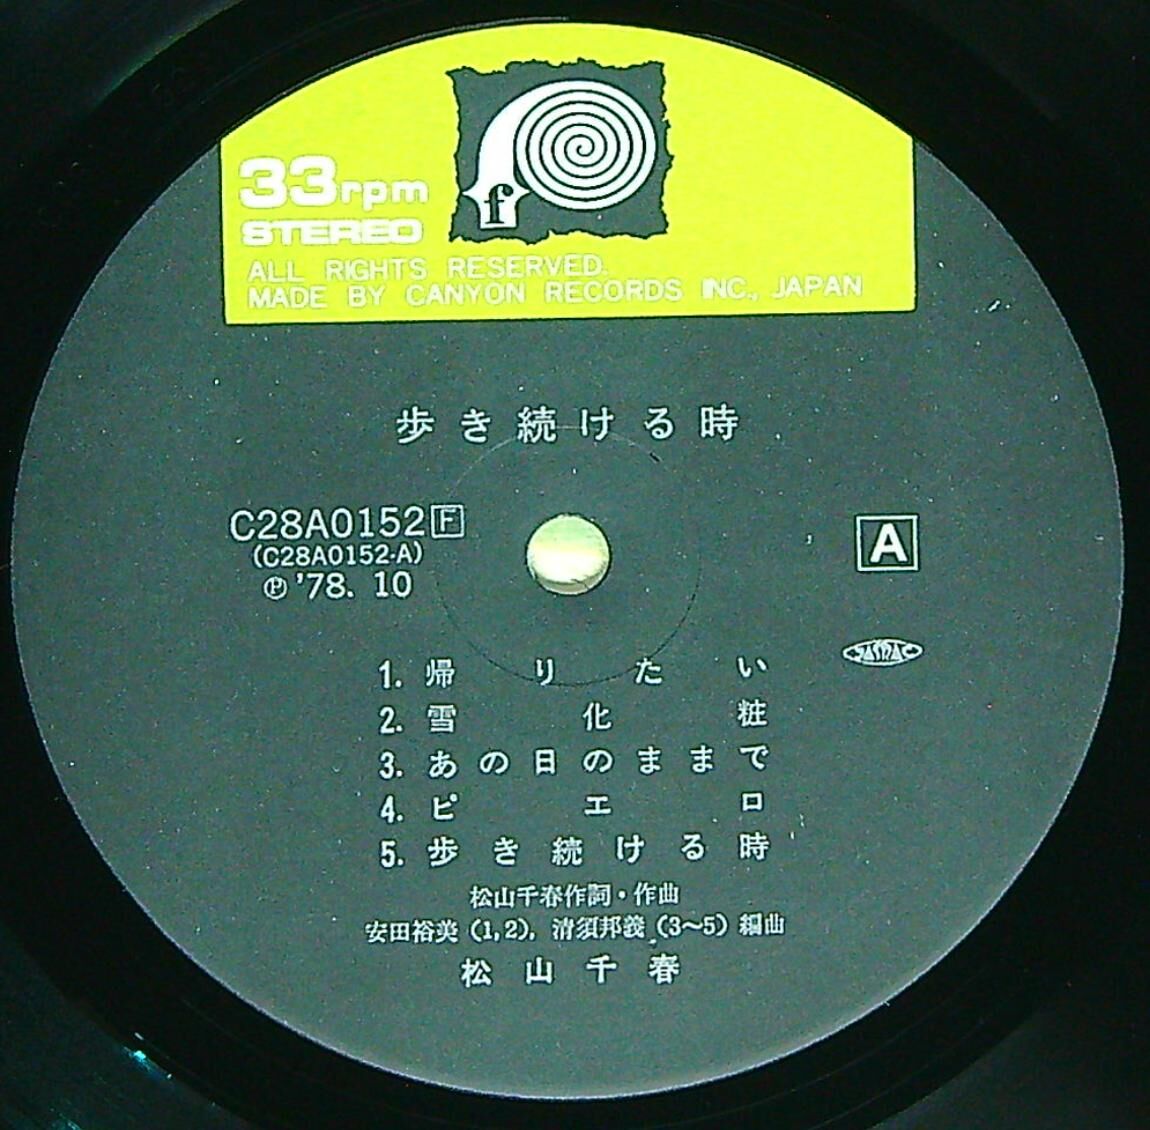 f
33rpm
STEREO
ALL RIGHTS RESERVED.
MADE BY CANYON RECORDS INC., JAPAN
歩き続ける時
C28A0152 F
(C28A0152-A)
℗ '78. 10
A
JASRAC
1. 帰りたい
2. 雪化粧
3. あの日のままで
4. ピエロ
5. 歩き続ける時
松山千春作詞・作曲
安田裕美(1,2), 清須邦義(3〜5)編曲
松山千春